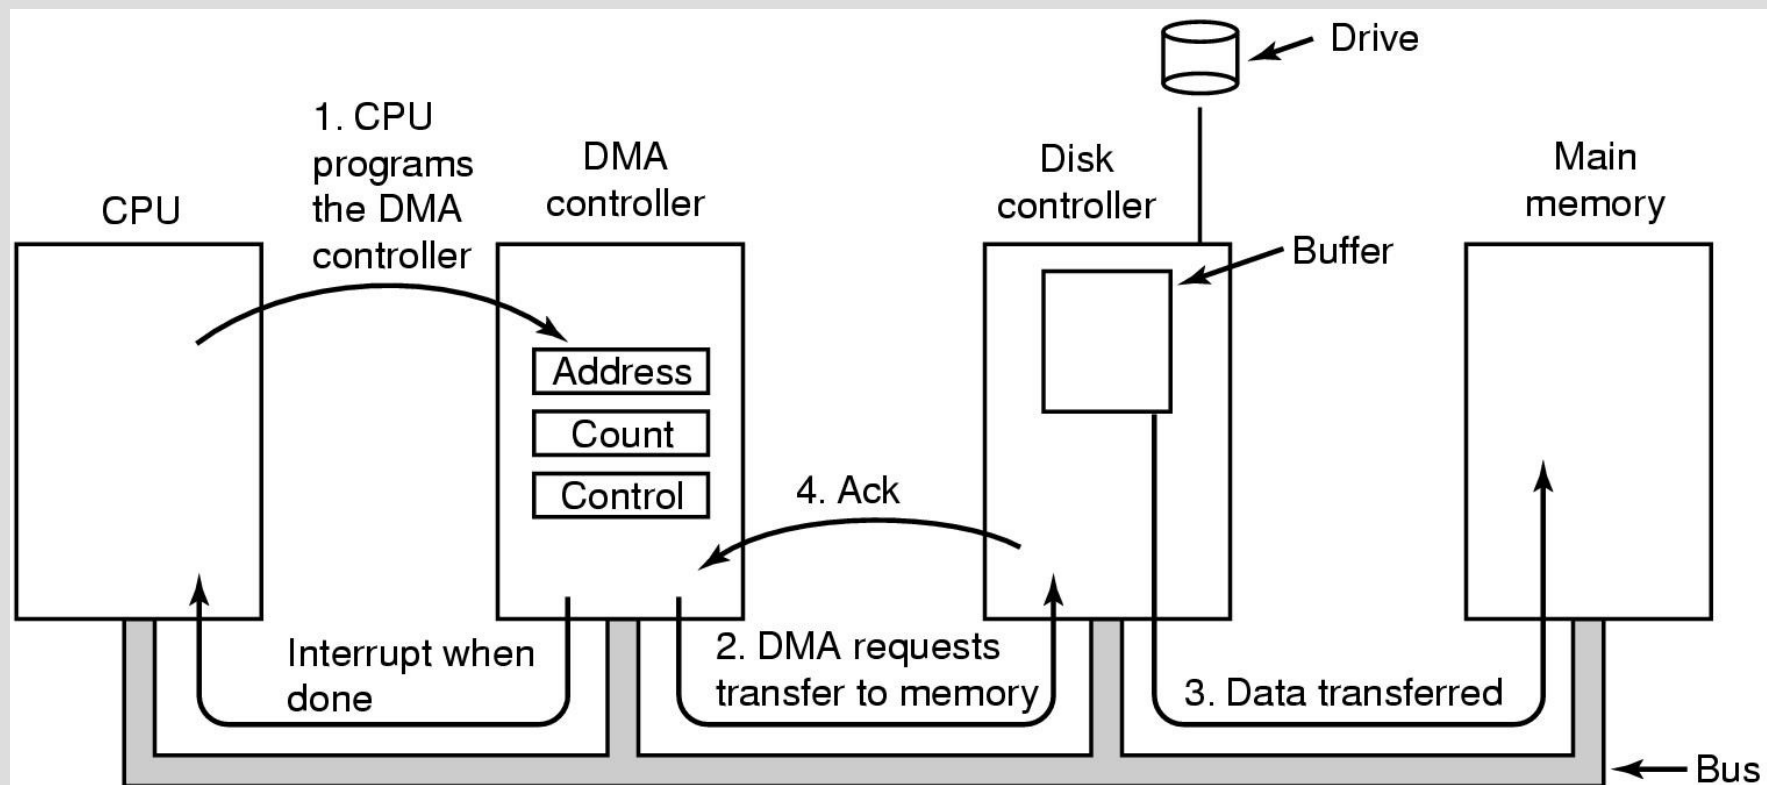 Drive
1. CPU
programs
the DMA
controller
CPU
DMA
controller
Disk
controller
Main
memory
Buffer
Address
Count
Control
4. Ack
Interrupt when
done
2. DMA requests
transfer to memory
3. Data transferred
Bus